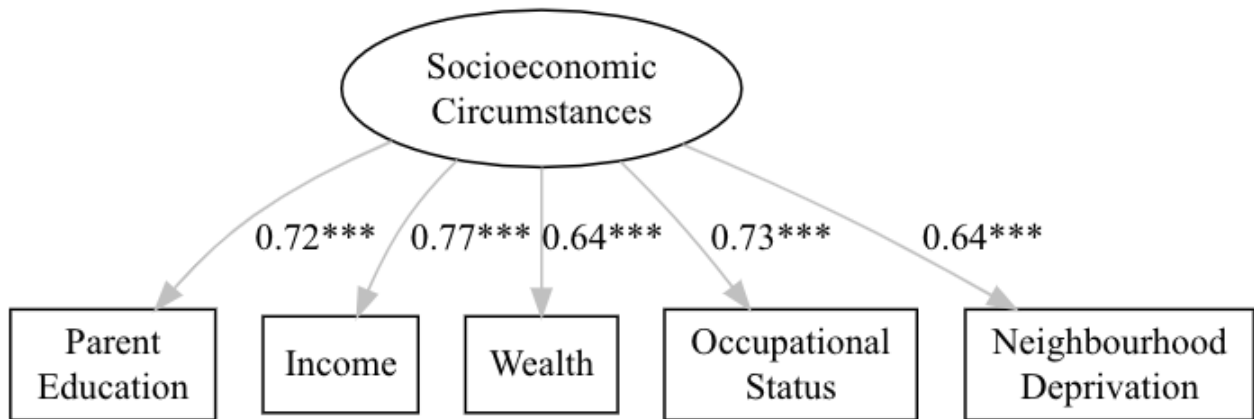 Socioeconomic
Circumstances
0.72***
0.77***
0.64***
0.73***
0.64***
Parent
Education
Income
Wealth
Occupational
Status
Neighbourhood
Deprivation